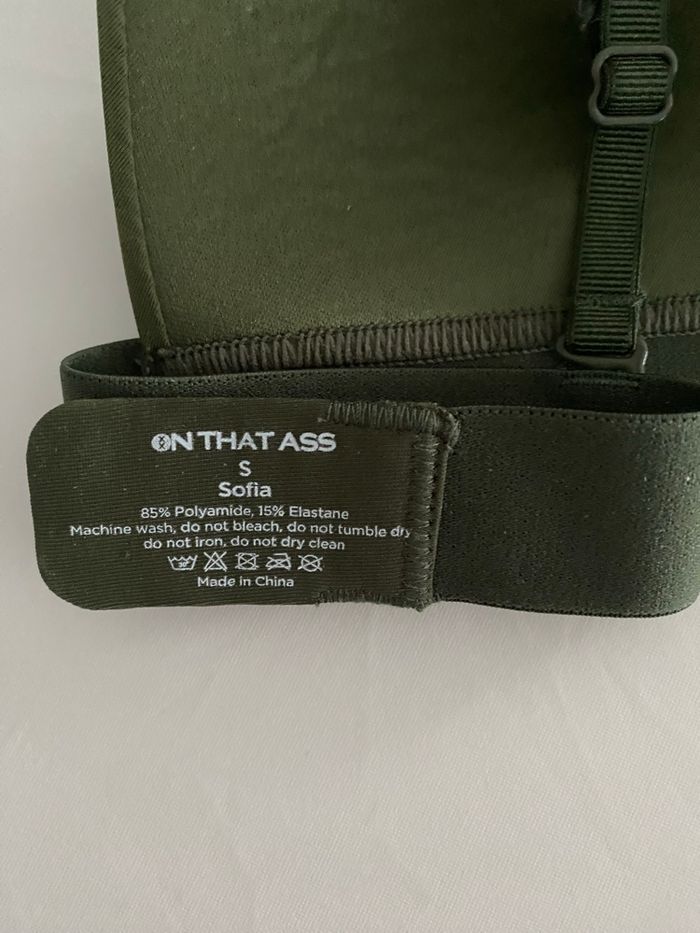 ON THAT ASS
S
Sofia
85% Polyamide, 15% Elastane
Machine wash, do not bleach, do not tumble dry
do not iron, do not dry clean
Made in China